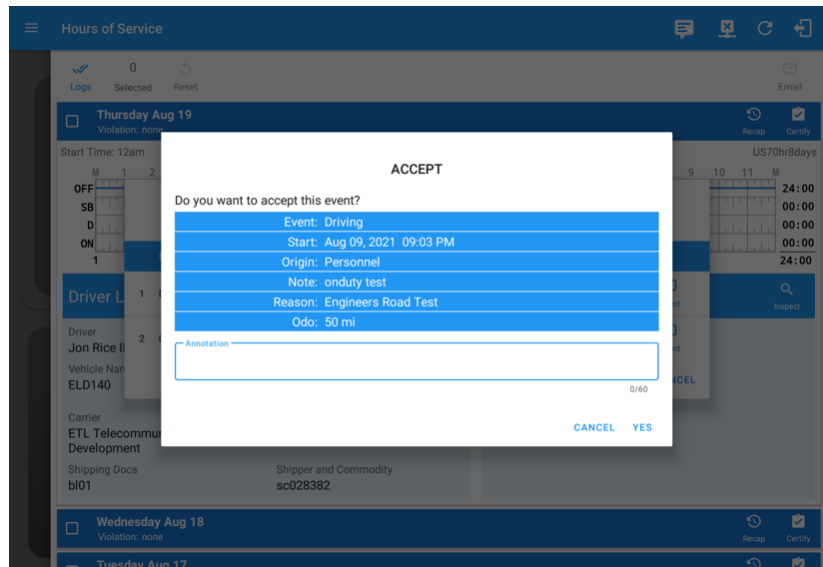 Hours of Service
Logs
0
Selected
Reset
Email
Thursday Aug 19
Violation: none
Recap
Certify
Start Time: 12am
US70hr8days
M 1 2 9 10 11 M
OFF 24:00
SB 00:00
D 00:00
ON 00:00
1 24:00
ACCEPT
Do you want to accept this event?
Event: Driving
Start: Aug 09, 2021 09:03 PM
Origin: Personnel
Note: onduty test
Reason: Engineers Road Test
Odo: 50 mi
Annotation
0/60
CANCEL YES
Driver L
1
2
Inspect
Driver
Jon Rice II
Vehicle Nam
ELD140
Carrier
ETL Telecommu
Development
Shipping Docs
bl01
Shipper and Commodity
sc028382
Wednesday Aug 18
Violation: none
Recap
Certify
Tuesday Aug 17